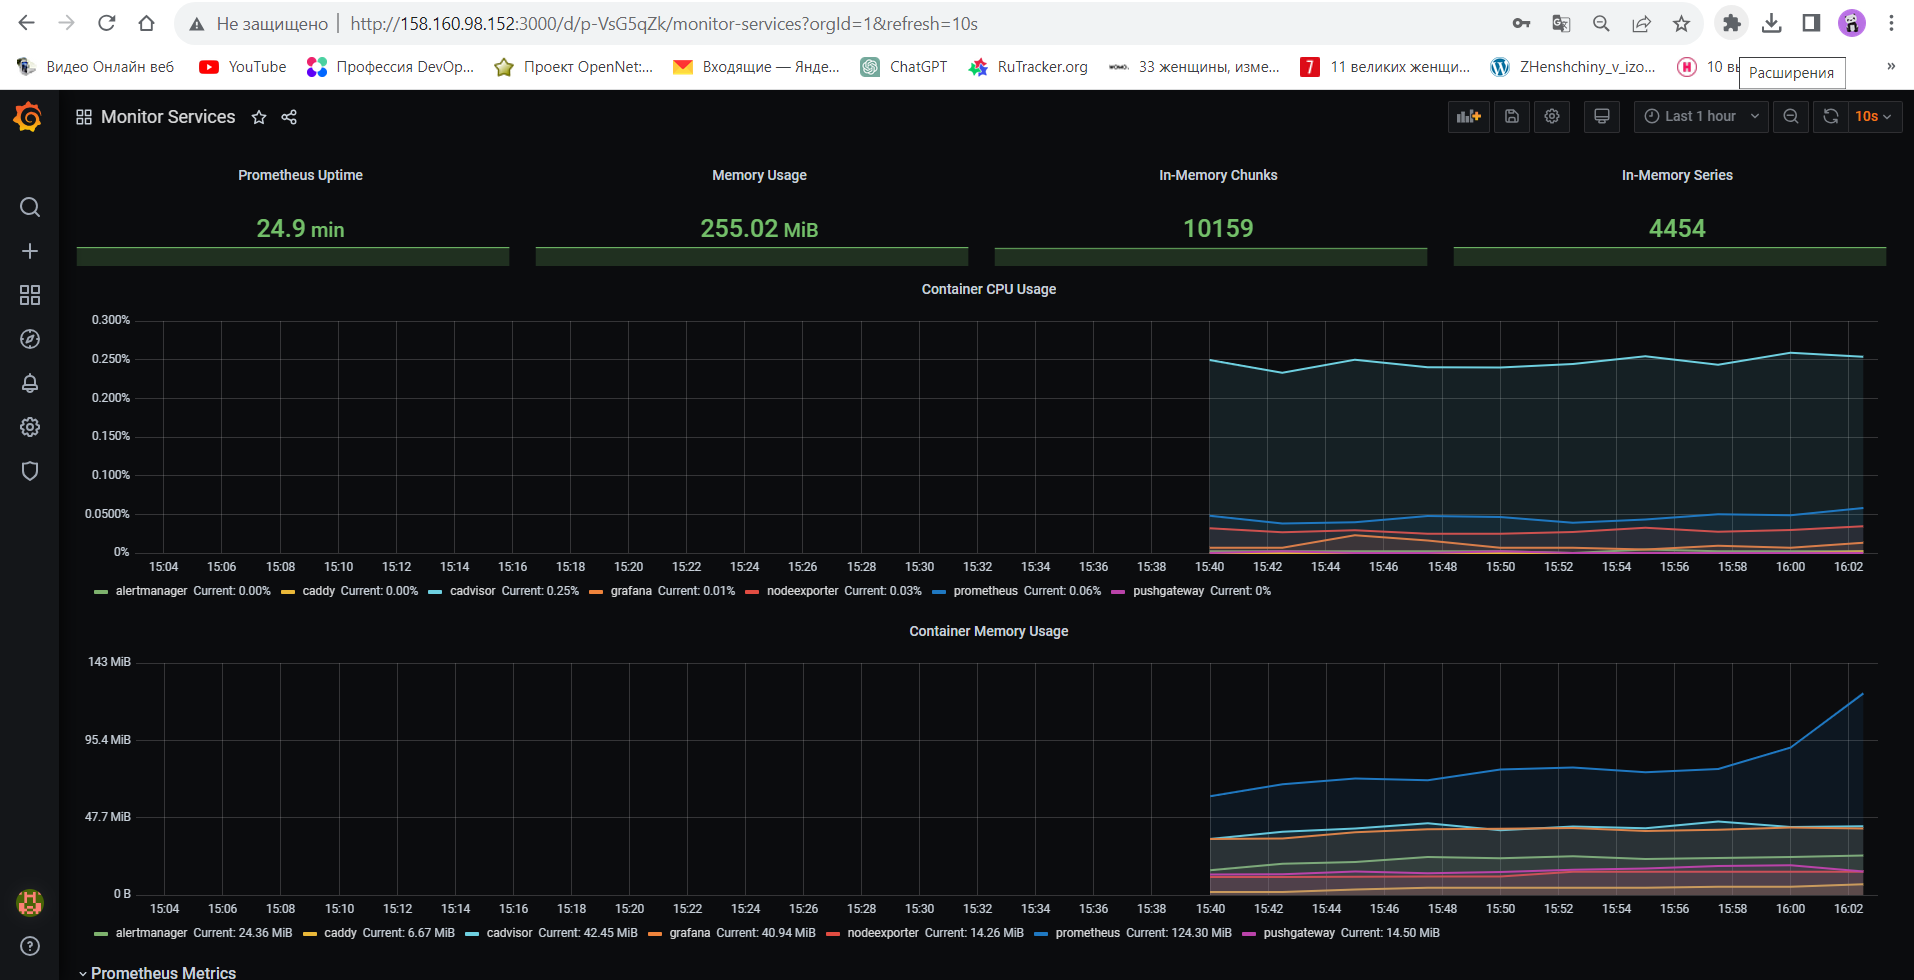 Не защищено | http://158.160.98.152:3000/d/p-VsG5qZk/monitor-services?orgId=1&refresh=10s
Видео Онлайн веб YouTube Профессия DevOp... Проект OpenNet:... Входящие — Янде... ChatGPT RuTracker.org 33 женщины, изме... 7 11 великих женщи... ZHenshchiny_v_izo... 10 вы »
Расширения
Monitor Services Last 1 hour 10s
Prometheus Uptime Memory Usage In-Memory Chunks In-Memory Series
24.9 min 255.02 MiB 10159 4454
Container CPU Usage
0.300%
0.250%
0.200%
0.150%
0.100%
0.0500%
0%
15:04 15:06 15:08 15:10 15:12 15:14 15:16 15:18 15:20 15:22 15:24 15:26 15:28 15:30 15:32 15:34 15:36 15:38 15:40 15:42 15:44 15:46 15:48 15:50 15:52 15:54 15:56 15:58 16:00 16:02
alertmanager Current: 0.00% caddy Current: 0.00% cadvisor Current: 0.25% grafana Current: 0.01% nodeexporter Current: 0.03% prometheus Current: 0.06% pushgateway Current: 0%
Container Memory Usage
143 MiB
95.4 MiB
47.7 MiB
0 B
15:04 15:06 15:08 15:10 15:12 15:14 15:16 15:18 15:20 15:22 15:24 15:26 15:28 15:30 15:32 15:34 15:36 15:38 15:40 15:42 15:44 15:46 15:48 15:50 15:52 15:54 15:56 15:58 16:00 16:02
alertmanager Current: 24.36 MiB caddy Current: 6.67 MiB cadvisor Current: 42.45 MiB grafana Current: 40.94 MiB nodeexporter Current: 14.26 MiB prometheus Current: 124.30 MiB pushgateway Current: 14.50 MiB
Prometheus Metrics